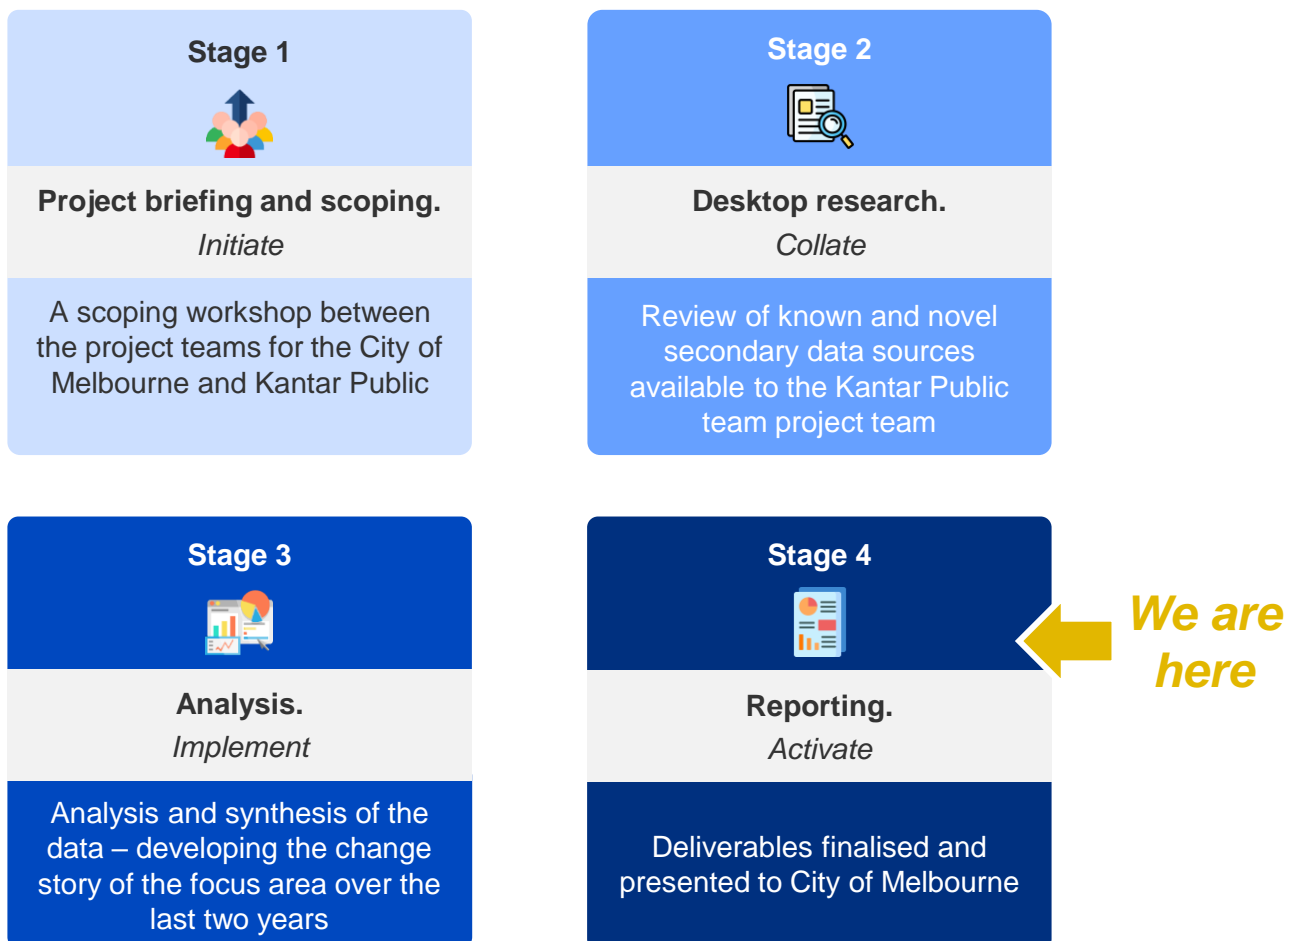 Stage 1
Project briefing and scoping.
Initiate
A scoping workshop between
the project teams for the City of
Melbourne and Kantar Public
Stage 2
Desktop research.
Collate
Review of known and novel
secondary data sources
available to the Kantar Public
team project team
Stage 3
Analysis.
Implement
Analysis and synthesis of the
data – developing the change
story of the focus area over the
last two years
Stage 4
Reporting.
Activate
Deliverables finalised and
presented to City of Melbourne
We are
here